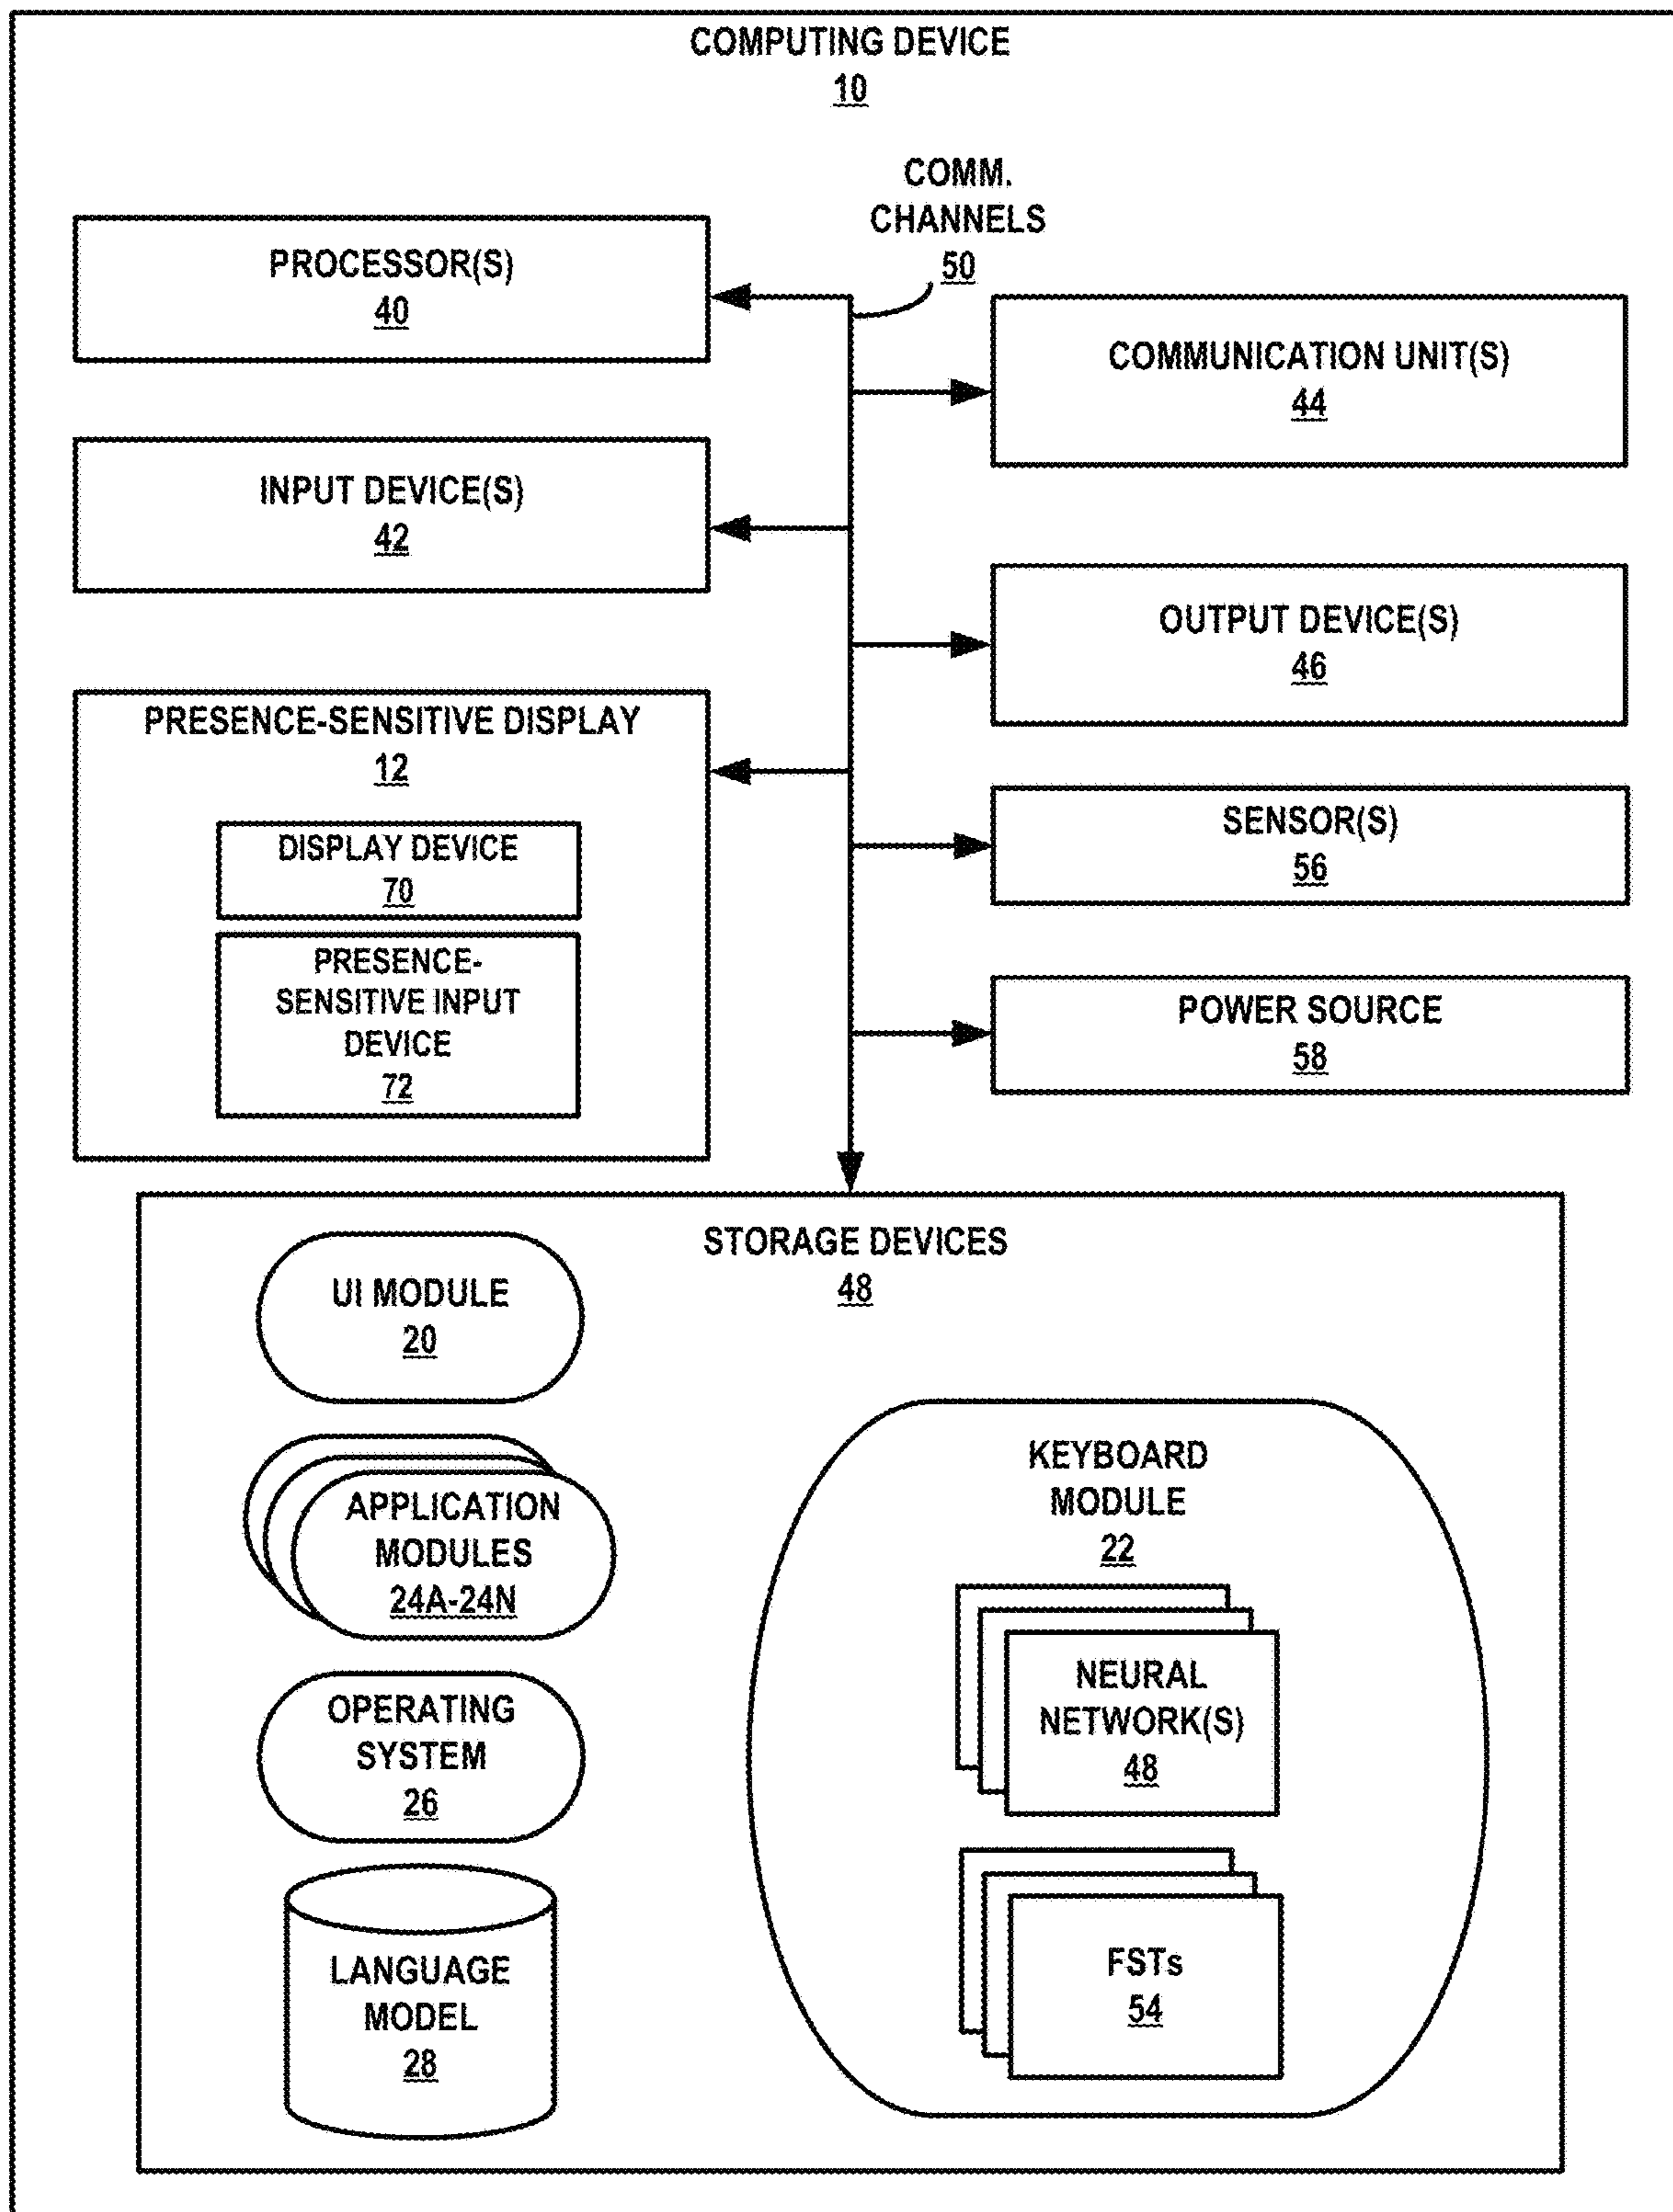 COMPUTING DEVICE
10
COMM.
CHANNELS
50
PROCESSOR(S)
40
COMMUNICATION UNIT(S)
44
INPUT DEVICE(S)
42
OUTPUT DEVICE(S)
46
PRESENCE-SENSITIVE DISPLAY
12
DISPLAY DEVICE
70
PRESENCE-
SENSITIVE INPUT
DEVICE
72
SENSOR(S)
56
POWER SOURCE
58
STORAGE DEVICES
48
UI MODULE
20
APPLICATION
MODULES
24A-24N
OPERATING
SYSTEM
26
LANGUAGE
MODEL
28
KEYBOARD
MODULE
22
NEURAL
NETWORK(S)
48
FSTs
54